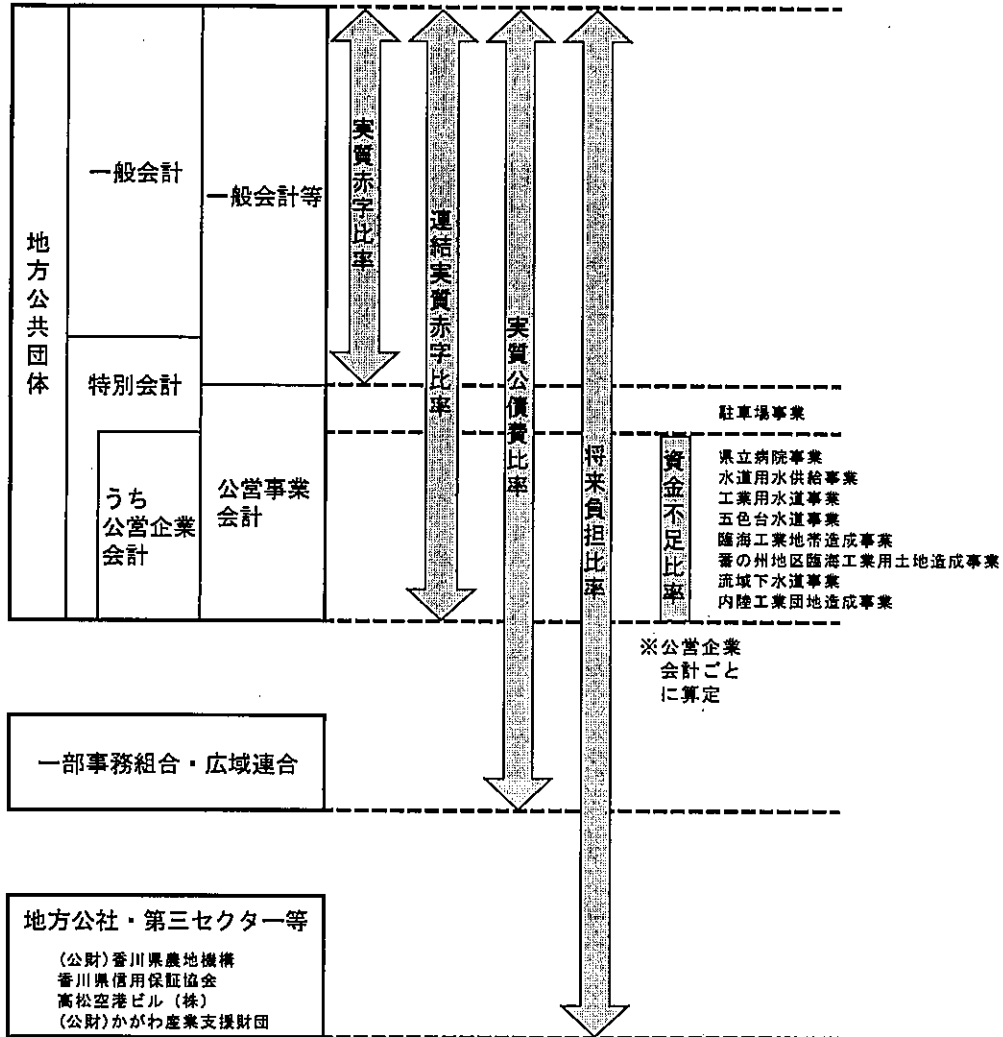 地方公共団体
一般会計
一般会計等
特別会計
うち
公営企業
会計
公営事業
会計
実質赤字比率
連結実質赤字比率
実質公債費比率
将来負担比率
資金不足比率
駐車場事業
県立病院事業
水道用水供給事業
工業用水道事業
五色台水道事業
臨海工業地帯造成事業
番の州地区臨海工業用土地造成事業
流域下水道事業
内陸工業団地造成事業
※公営企業
会計ごと
に算定
一部事務組合・広域連合
地方公社・第三セクター等
(公財)香川県農地機構
香川県信用保証協会
高松空港ビル（株）
(公財)かがわ産業支援財団